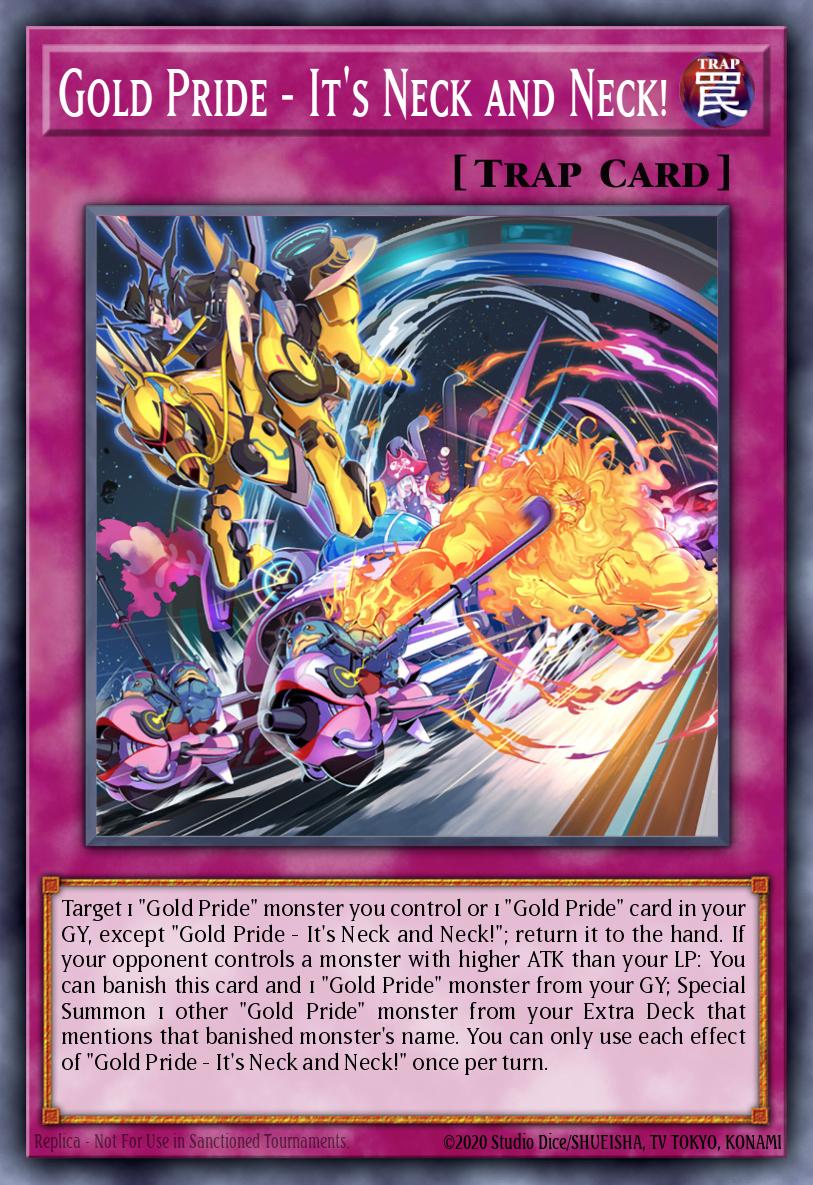 Gold Pride - It's Neck and Neck!
TRAP
罠
[Trap Card]
Target 1 "Gold Pride" monster you control or 1 "Gold Pride" card in your
GY, except "Gold Pride - It's Neck and Neck!"; return it to the hand. If
your opponent controls a monster with higher ATK than your LP: You
can banish this card and 1 "Gold Pride" monster from your GY; Special
Summon 1 other "Gold Pride" monster from your Extra Deck that
mentions that banished monster's name. You can only use each effect
of "Gold Pride - It's Neck and Neck!" once per turn.
Replica - Not For Use in Sanctioned Tournaments.
©2020 Studio Dice/SHUEISHA, TV TOKYO, KONAMI